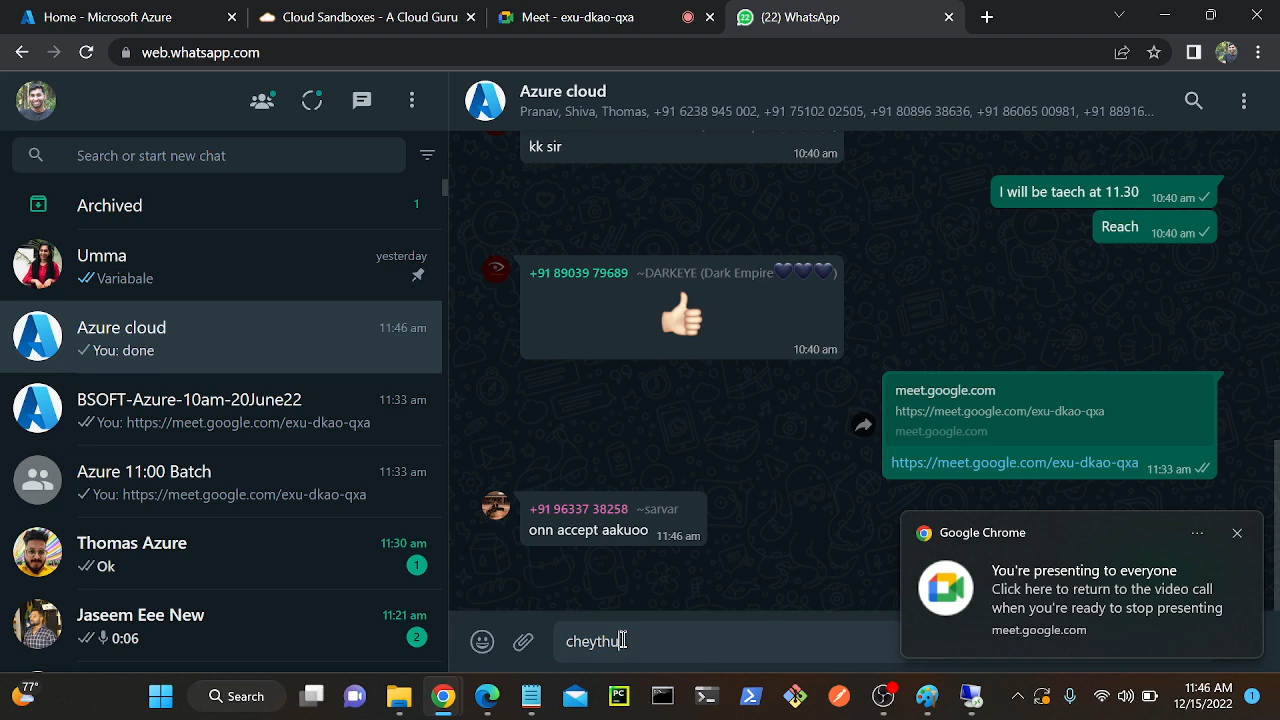 Home - Microsoft Azure
Cloud Sandboxes - A Cloud Guru
Meet - exu-dkao-qxa
(22) WhatsApp
web.whatsapp.com
Search or start new chat
Archived
1
Umma
yesterday
Variabale
Azure cloud
11:46 am
You: done
BSOFT-Azure-10am-20June22
11:33 am
You: https://meet.google.com/exu-dkao-qxa
Azure 11:00 Batch
11:33 am
You: https://meet.google.com/exu-dkao-qxa
Thomas Azure
11:30 am
Ok
1
Jaseem Eee New
11:21 am
0:06
2
Azure cloud
Pranav, Shiva, Thomas, +91 6238 945 002, +91 75102 02505, +91 80896 38636, +91 86065 00981, +91 88916...
kk sir
10:40 am
I will be taech at 11.30
10:40 am
Reach
10:40 am
+91 89039 79689 ~DARKEYE (Dark Empire💙💙💙)
10:40 am
meet.google.com
https://meet.google.com/exu-dkao-qxa
meet.google.com
https://meet.google.com/exu-dkao-qxa
11:33 am
+91 96337 38258 ~sarvar
onn accept aakuoo
11:46 am
cheythu
Google Chrome
You're presenting to everyone
Click here to return to the video call
when you're ready to stop presenting
meet.google.com
77°
Search
PC
11:46 AM
12/15/2022
1